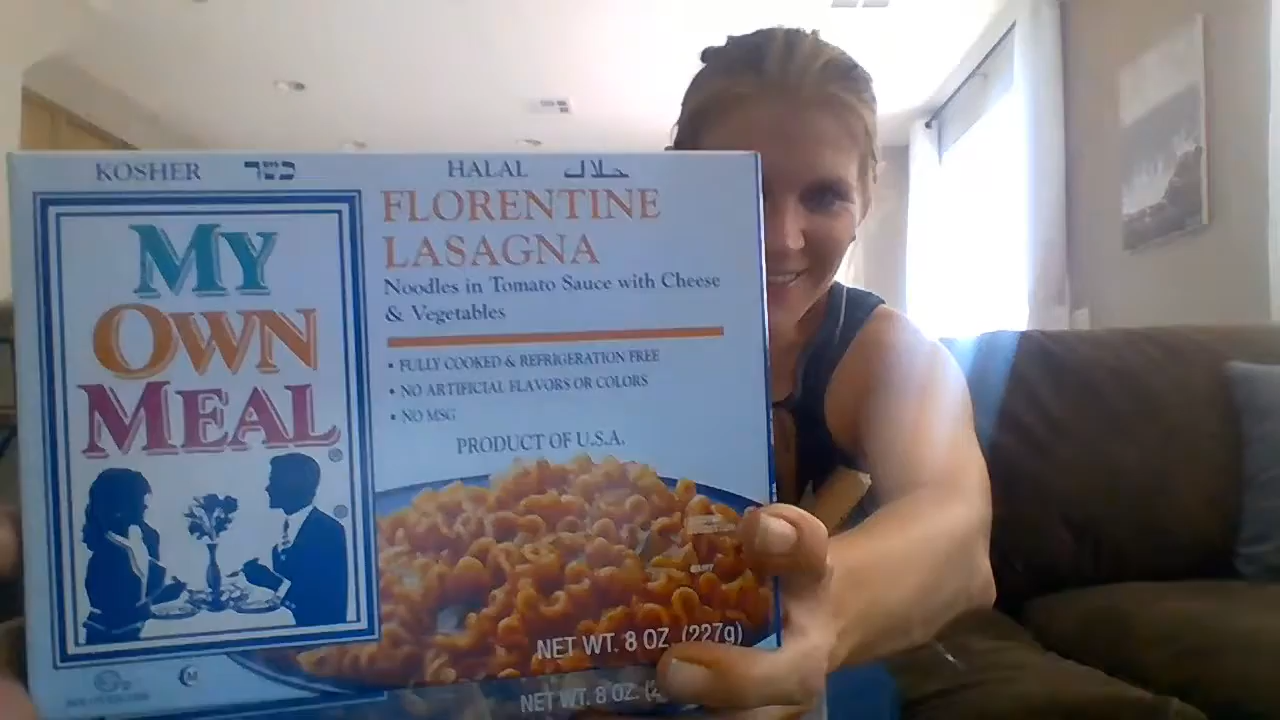 KOSHER כשר HALAL حلال
MY
OWN
MEAL®
FLORENTINE
LASAGNA
Noodles in Tomato Sauce with Cheese
& Vegetables
• FULLY COOKED & REFRIGERATION FREE
• NO ARTIFICIAL FLAVORS OR COLORS
• NO MSG
PRODUCT OF U.S.A.
®
NET WT. 8 OZ. (227g)
NET WT. 8 OZ.